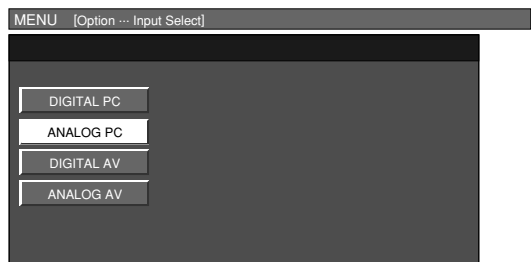 MENU [Option ··· Input Select]
DIGITAL PC
ANALOG PC
DIGITAL AV
ANALOG AV